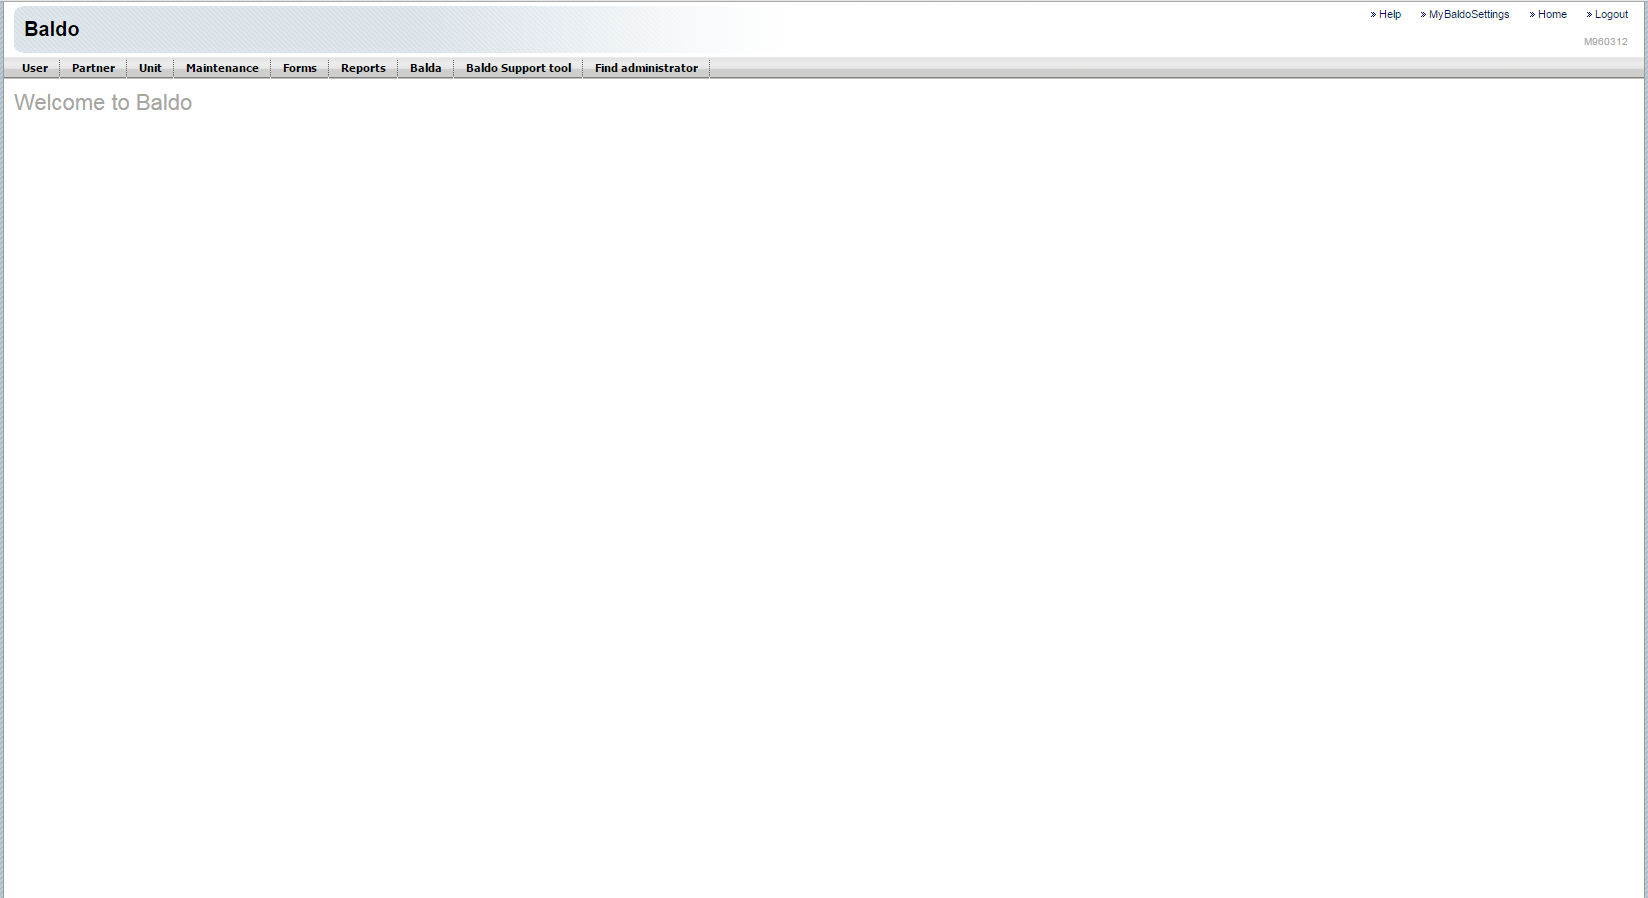 Baldo
» Help » MyBaldoSettings » Home » Logout
M960312
User Partner Unit Maintenance Forms Reports Balda Baldo Support tool Find administrator
Welcome to Baldo